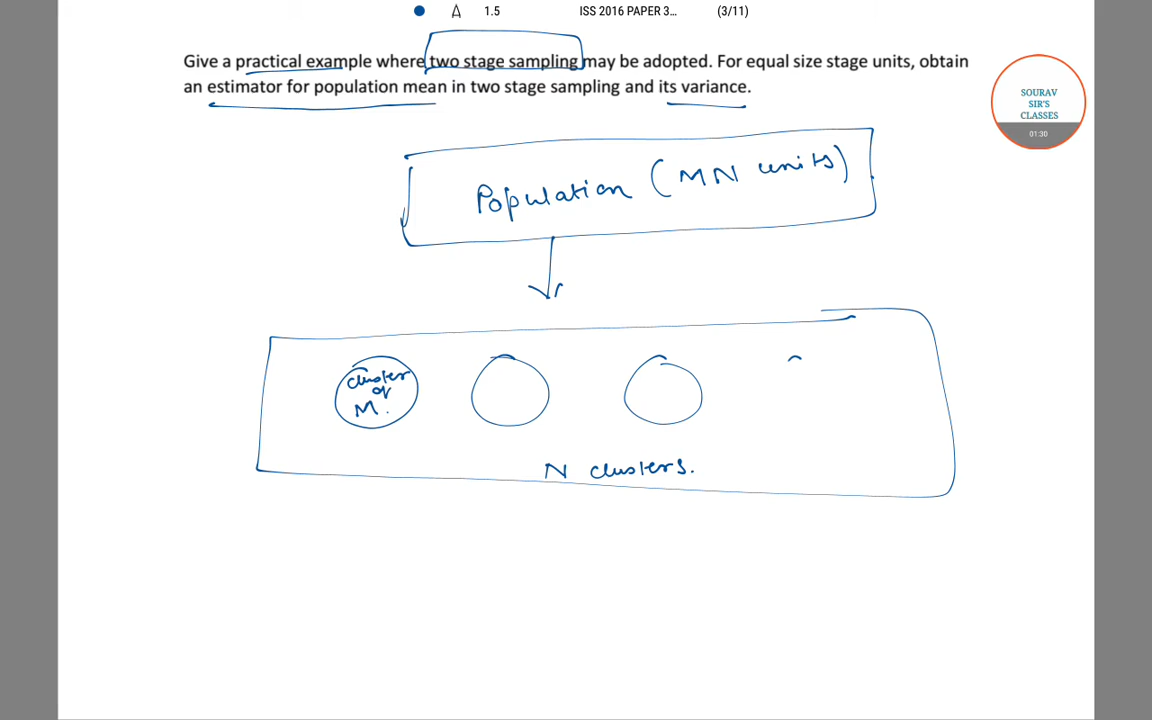 1.5 ISS 2016 PAPER 3... (3/11)
Give a practical example where two stage sampling may be adopted. For equal size stage units, obtain
an estimator for population mean in two stage sampling and its variance.
SOURAV
SIR'S
CLASSES
01:30
Population (MN units)
cluster
of
M.
N clusters.